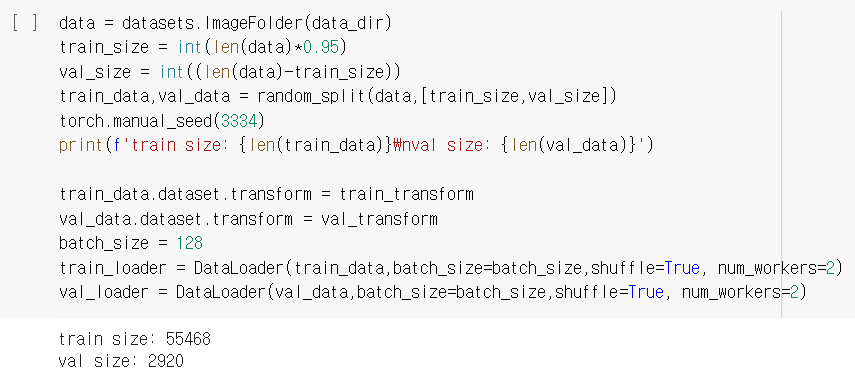 [ ] data = datasets.ImageFolder(data_dir)
train_size = int(len(data)*0.95)
val_size = int((len(data)-train_size))
train_data,val_data = random_split(data,[train_size,val_size])
torch.manual_seed(3334)
print(f'train size: {len(train_data)}₩nval size: {len(val_data)}')
train_data.dataset.transform = train_transform
val_data.dataset.transform = val_transform
batch_size = 128
train_loader = DataLoader(train_data,batch_size=batch_size,shuffle=True, num_workers=2)
val_loader = DataLoader(val_data,batch_size=batch_size,shuffle=True, num_workers=2)
train size: 55468
val size: 2920